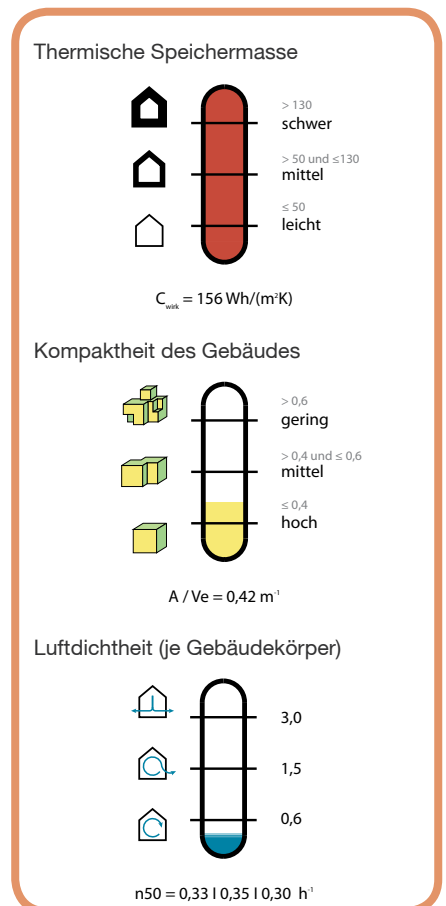 Thermische Speichermasse
> 130
schwer
> 50 und ≤130
mittel
≤ 50
leicht
C_wirk = 156 Wh/(m²K)
Kompaktheit des Gebäudes
> 0,6
gering
> 0,4 und ≤ 0,6
mittel
≤ 0,4
hoch
A / Ve = 0,42 m⁻¹
Luftdichtheit (je Gebäudekörper)
3,0
1,5
0,6
n50 = 0,33 I 0,35 I 0,30 h⁻¹